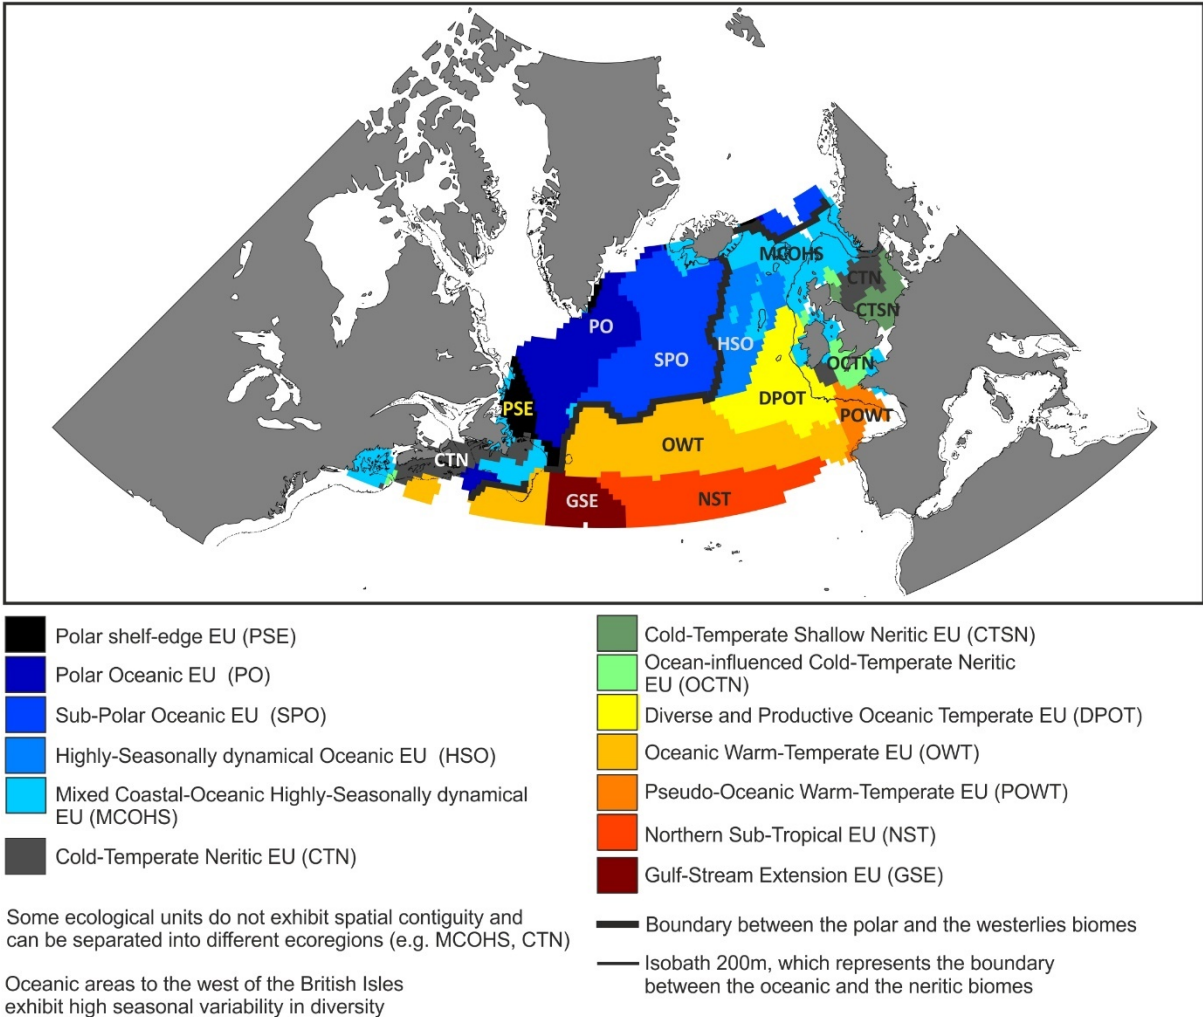 MCOHS
CTN
CTSN
PO
HSO
SPO
OCTN
DPOT
PSE
POWT
OWT
CTN
GSE
NST
Polar shelf-edge EU (PSE)
Polar Oceanic EU (PO)
Sub-Polar Oceanic EU (SPO)
Highly-Seasonally dynamical Oceanic EU (HSO)
Mixed Coastal-Oceanic Highly-Seasonally dynamical
EU (MCOHS)
Cold-Temperate Neritic EU (CTN)
Some ecological units do not exhibit spatial contiguity and
can be separated into different ecoregions (e.g. MCOHS, CTN)
Oceanic areas to the west of the British Isles
exhibit high seasonal variability in diversity
Cold-Temperate Shallow Neritic EU (CTSN)
Ocean-influenced Cold-Temperate Neritic
EU (OCTN)
Diverse and Productive Oceanic Temperate EU (DPOT)
Oceanic Warm-Temperate EU (OWT)
Pseudo-Oceanic Warm-Temperate EU (POWT)
Northern Sub-Tropical EU (NST)
Gulf-Stream Extension EU (GSE)
Boundary between the polar and the westerlies biomes
Isobath 200m, which represents the boundary
between the oceanic and the neritic biomes